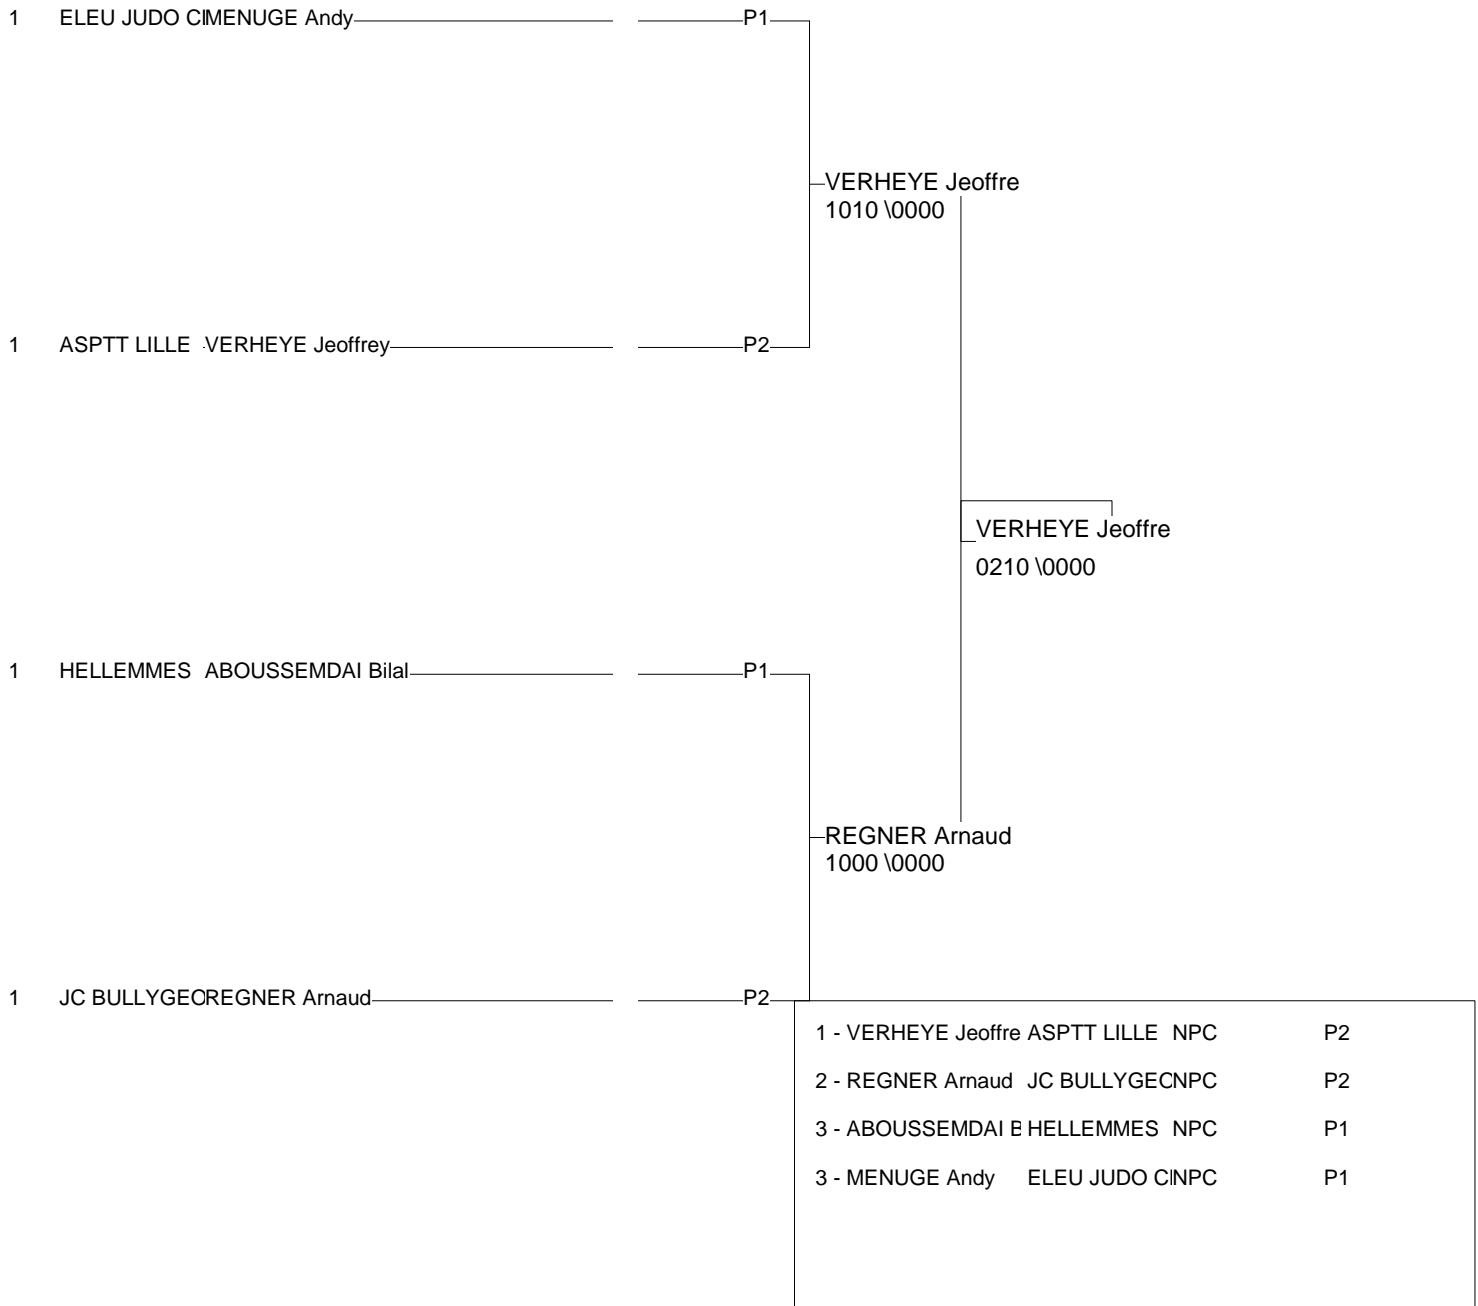 1 ELEU JUDO CIMENUGE Andy P1
VERHEYE Jeoffre
1010 \0000
1 ASPTT LILLE VERHEYE Jeoffrey P2
VERHEYE Jeoffre
0210 \0000
1 HELLEMMES ABOUSSEMDAI Bilal P1
REGNER Arnaud
1000 \0000
1 JC BULLYGEOREGNER Arnaud P2
1 - VERHEYE Jeoffre ASPTT LILLE NPC P2
2 - REGNER Arnaud JC BULLYGEONPC P2
3 - ABOUSSEMDAI B HELLEMMES NPC P1
3 - MENUGE Andy ELEU JUDO CINPC P1